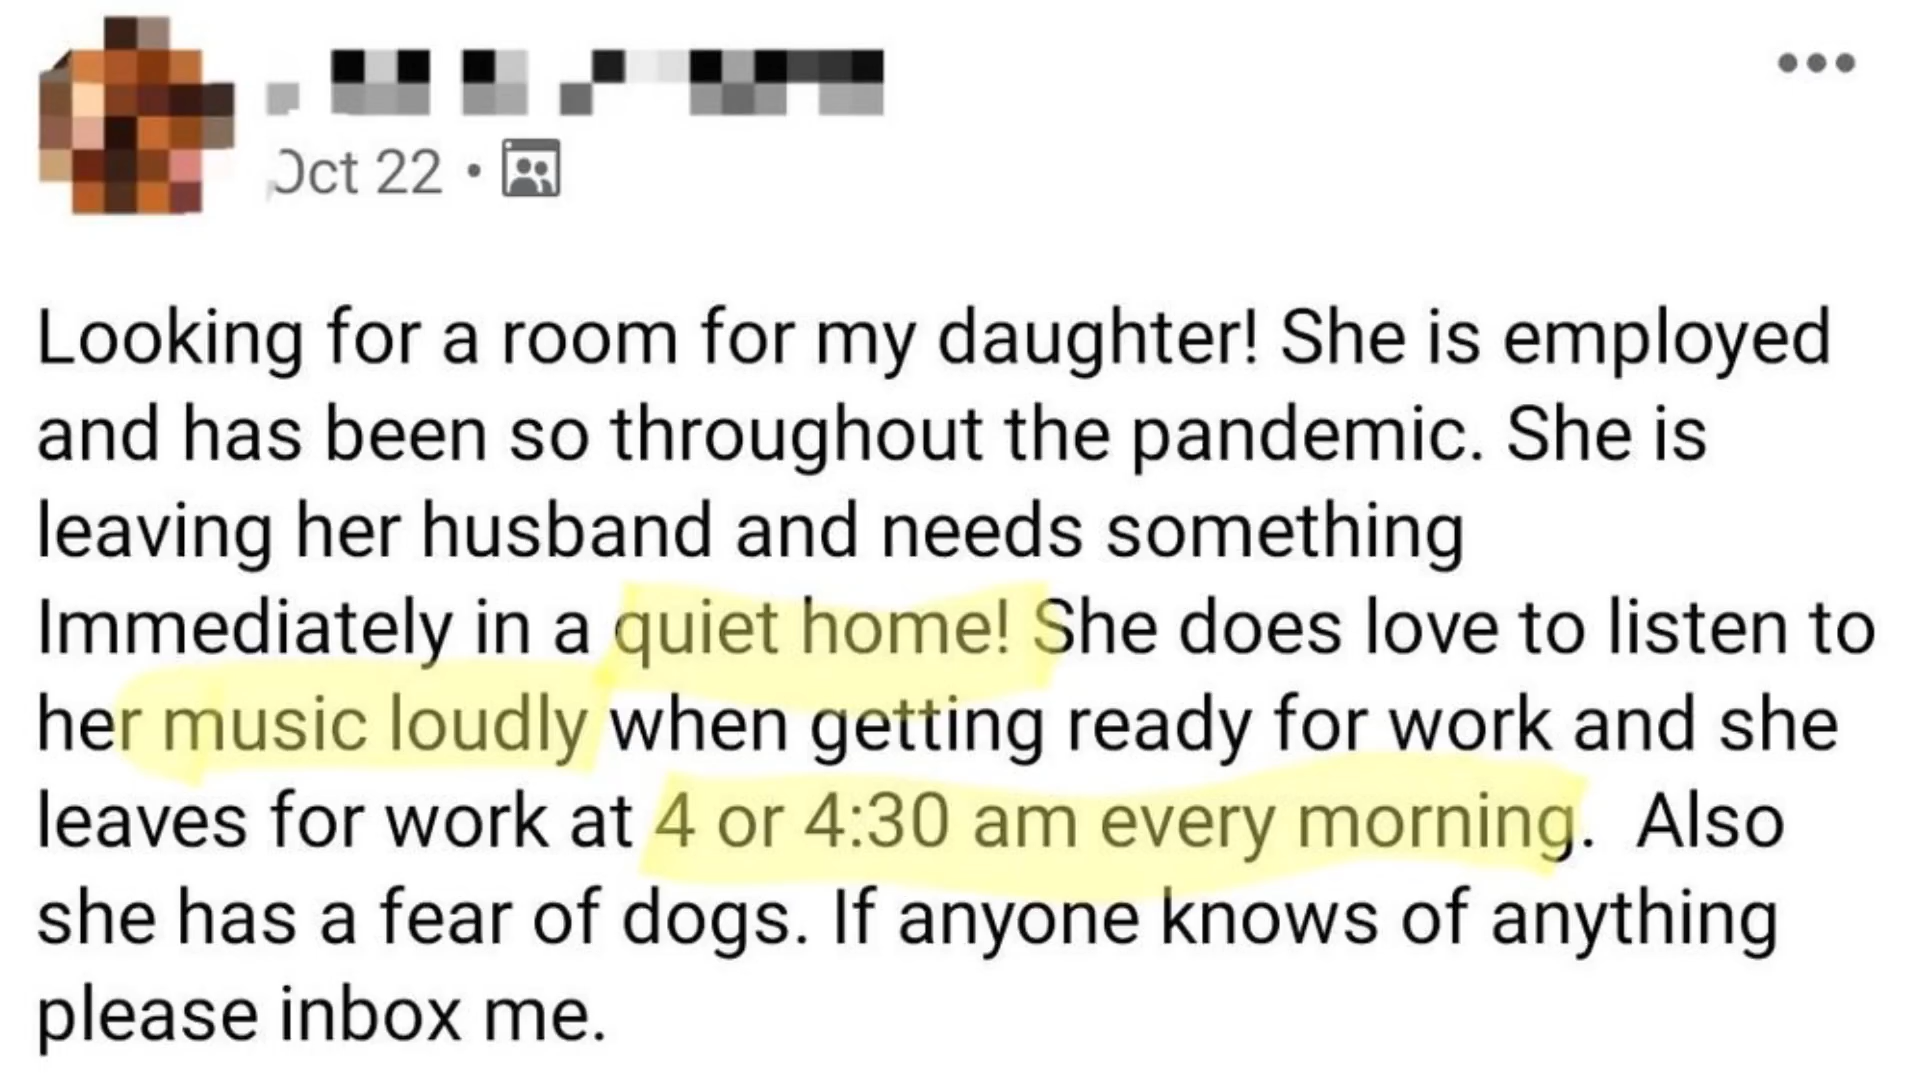 Oct 22 •
Looking for a room for my daughter! She is employed
and has been so throughout the pandemic. She is
leaving her husband and needs something
Immediately in a quiet home! She does love to listen to
her music loudly when getting ready for work and she
leaves for work at 4 or 4:30 am every morning.  Also
she has a fear of dogs. If anyone knows of anything
please inbox me.